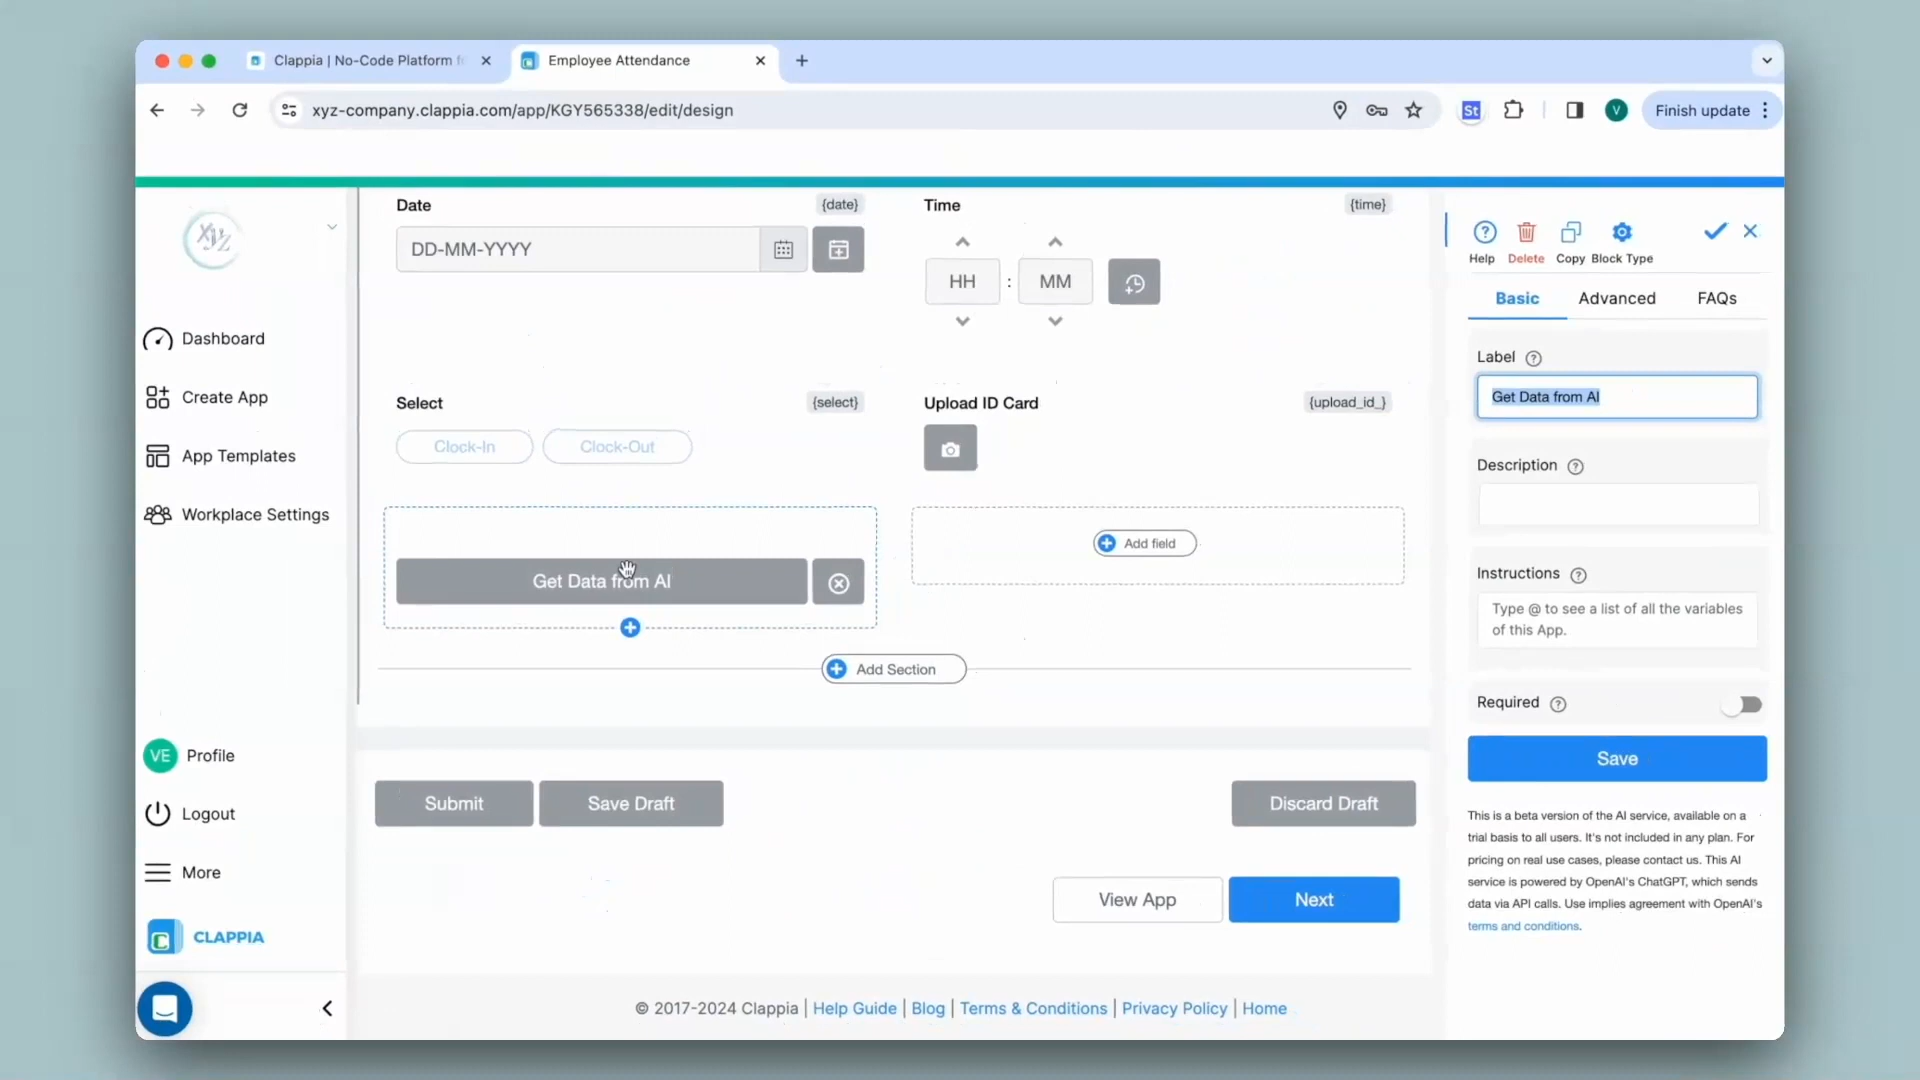 Clappia | No-Code Platform f
Employee Attendance
xyz-company.clappia.com/app/KGY565338/edit/design
St
V
Finish update
XYZ
Dashboard
Create App
App Templates
Workplace Settings
VE Profile
Logout
More
CLAPPIA
Date {date}
DD-MM-YYYY
Time {time}
HH : MM
Select {select}
Clock-In Clock-Out
Upload ID Card {upload_id_}
Get Data from AI
Add field
Add Section
Submit Save Draft Discard Draft
View App Next
© 2017-2024 Clappia | Help Guide | Blog | Terms & Conditions | Privacy Policy | Home
Help Delete Copy Block Type
Basic Advanced FAQs
Label
Get Data from AI
Description
Instructions
Type @ to see a list of all the variables
of this App.
Required
Save
This is a beta version of the AI service, available on a
trial basis to all users. It's not included in any plan. For
pricing on real use cases, please contact us. This AI
service is powered by OpenAI's ChatGPT, which sends
data via API calls. Use implies agreement with OpenAI's
terms and conditions.